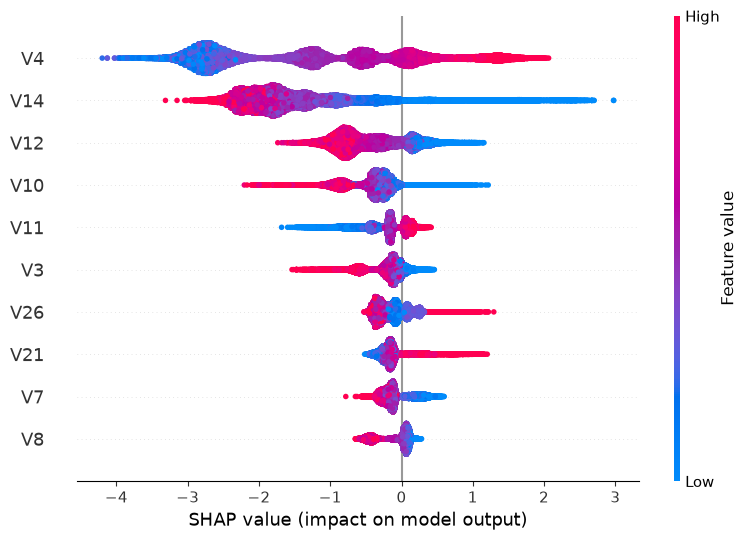 High
V4
V14
V12
V10
V11
V3
V26
V21
V7
V8
Feature value
Low
−4 −3 −2 −1 0 1 2 3
SHAP value (impact on model output)